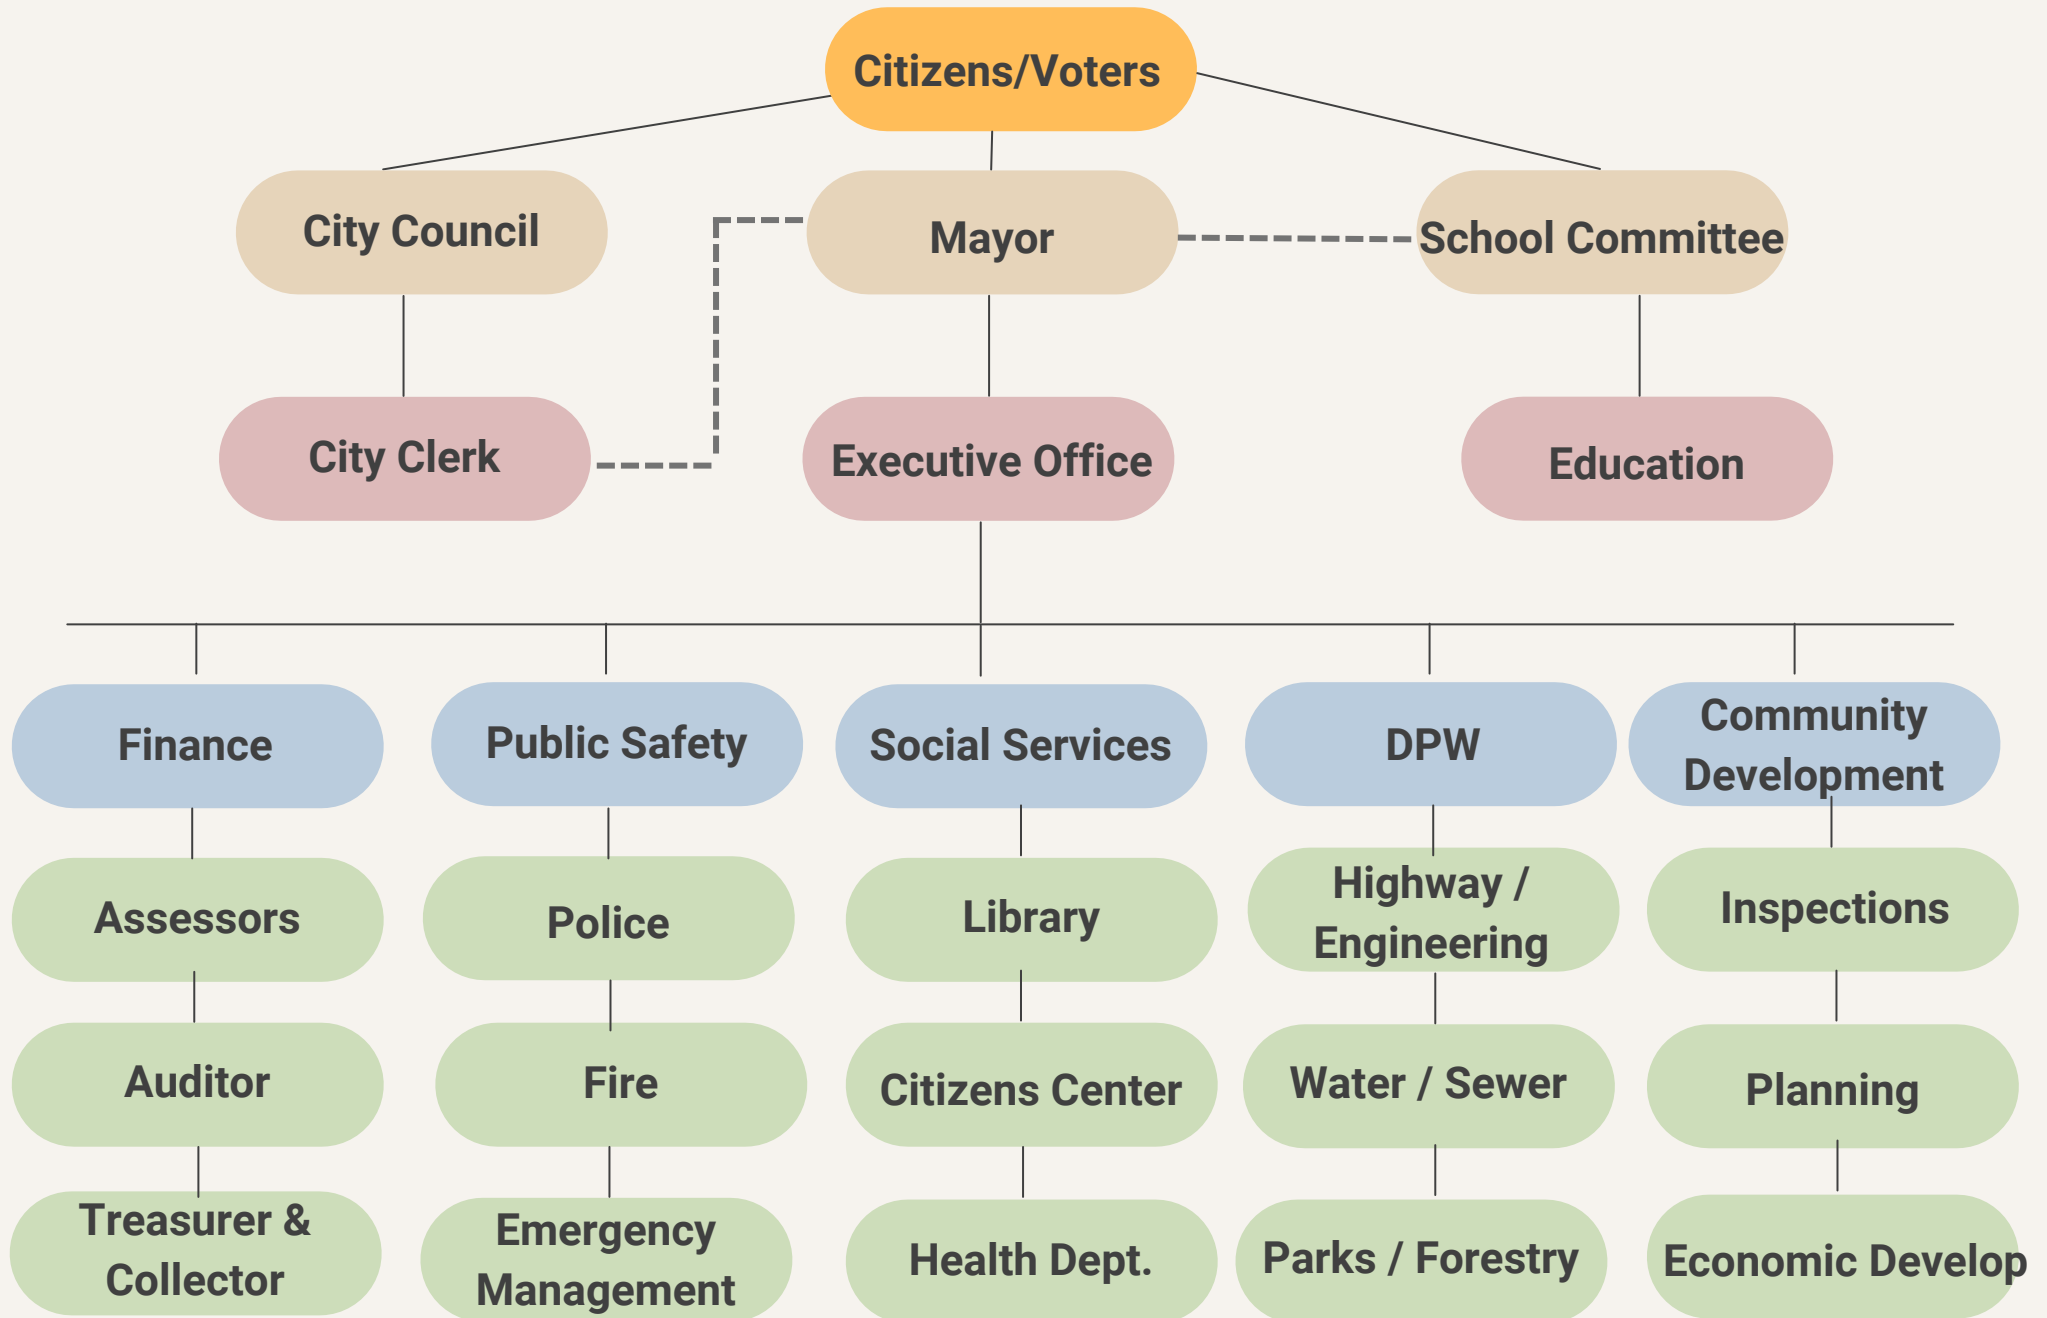 Citizens/Voters
City Council
Mayor
School Committee
City Clerk
Executive Office
Education
Finance
Public Safety
Social Services
DPW
Community
Development
Assessors
Police
Library
Highway /
Engineering
Inspections
Auditor
Fire
Citizens Center
Water / Sewer
Planning
Treasurer &
Collector
Emergency
Management
Health Dept.
Parks / Forestry
Economic Develop